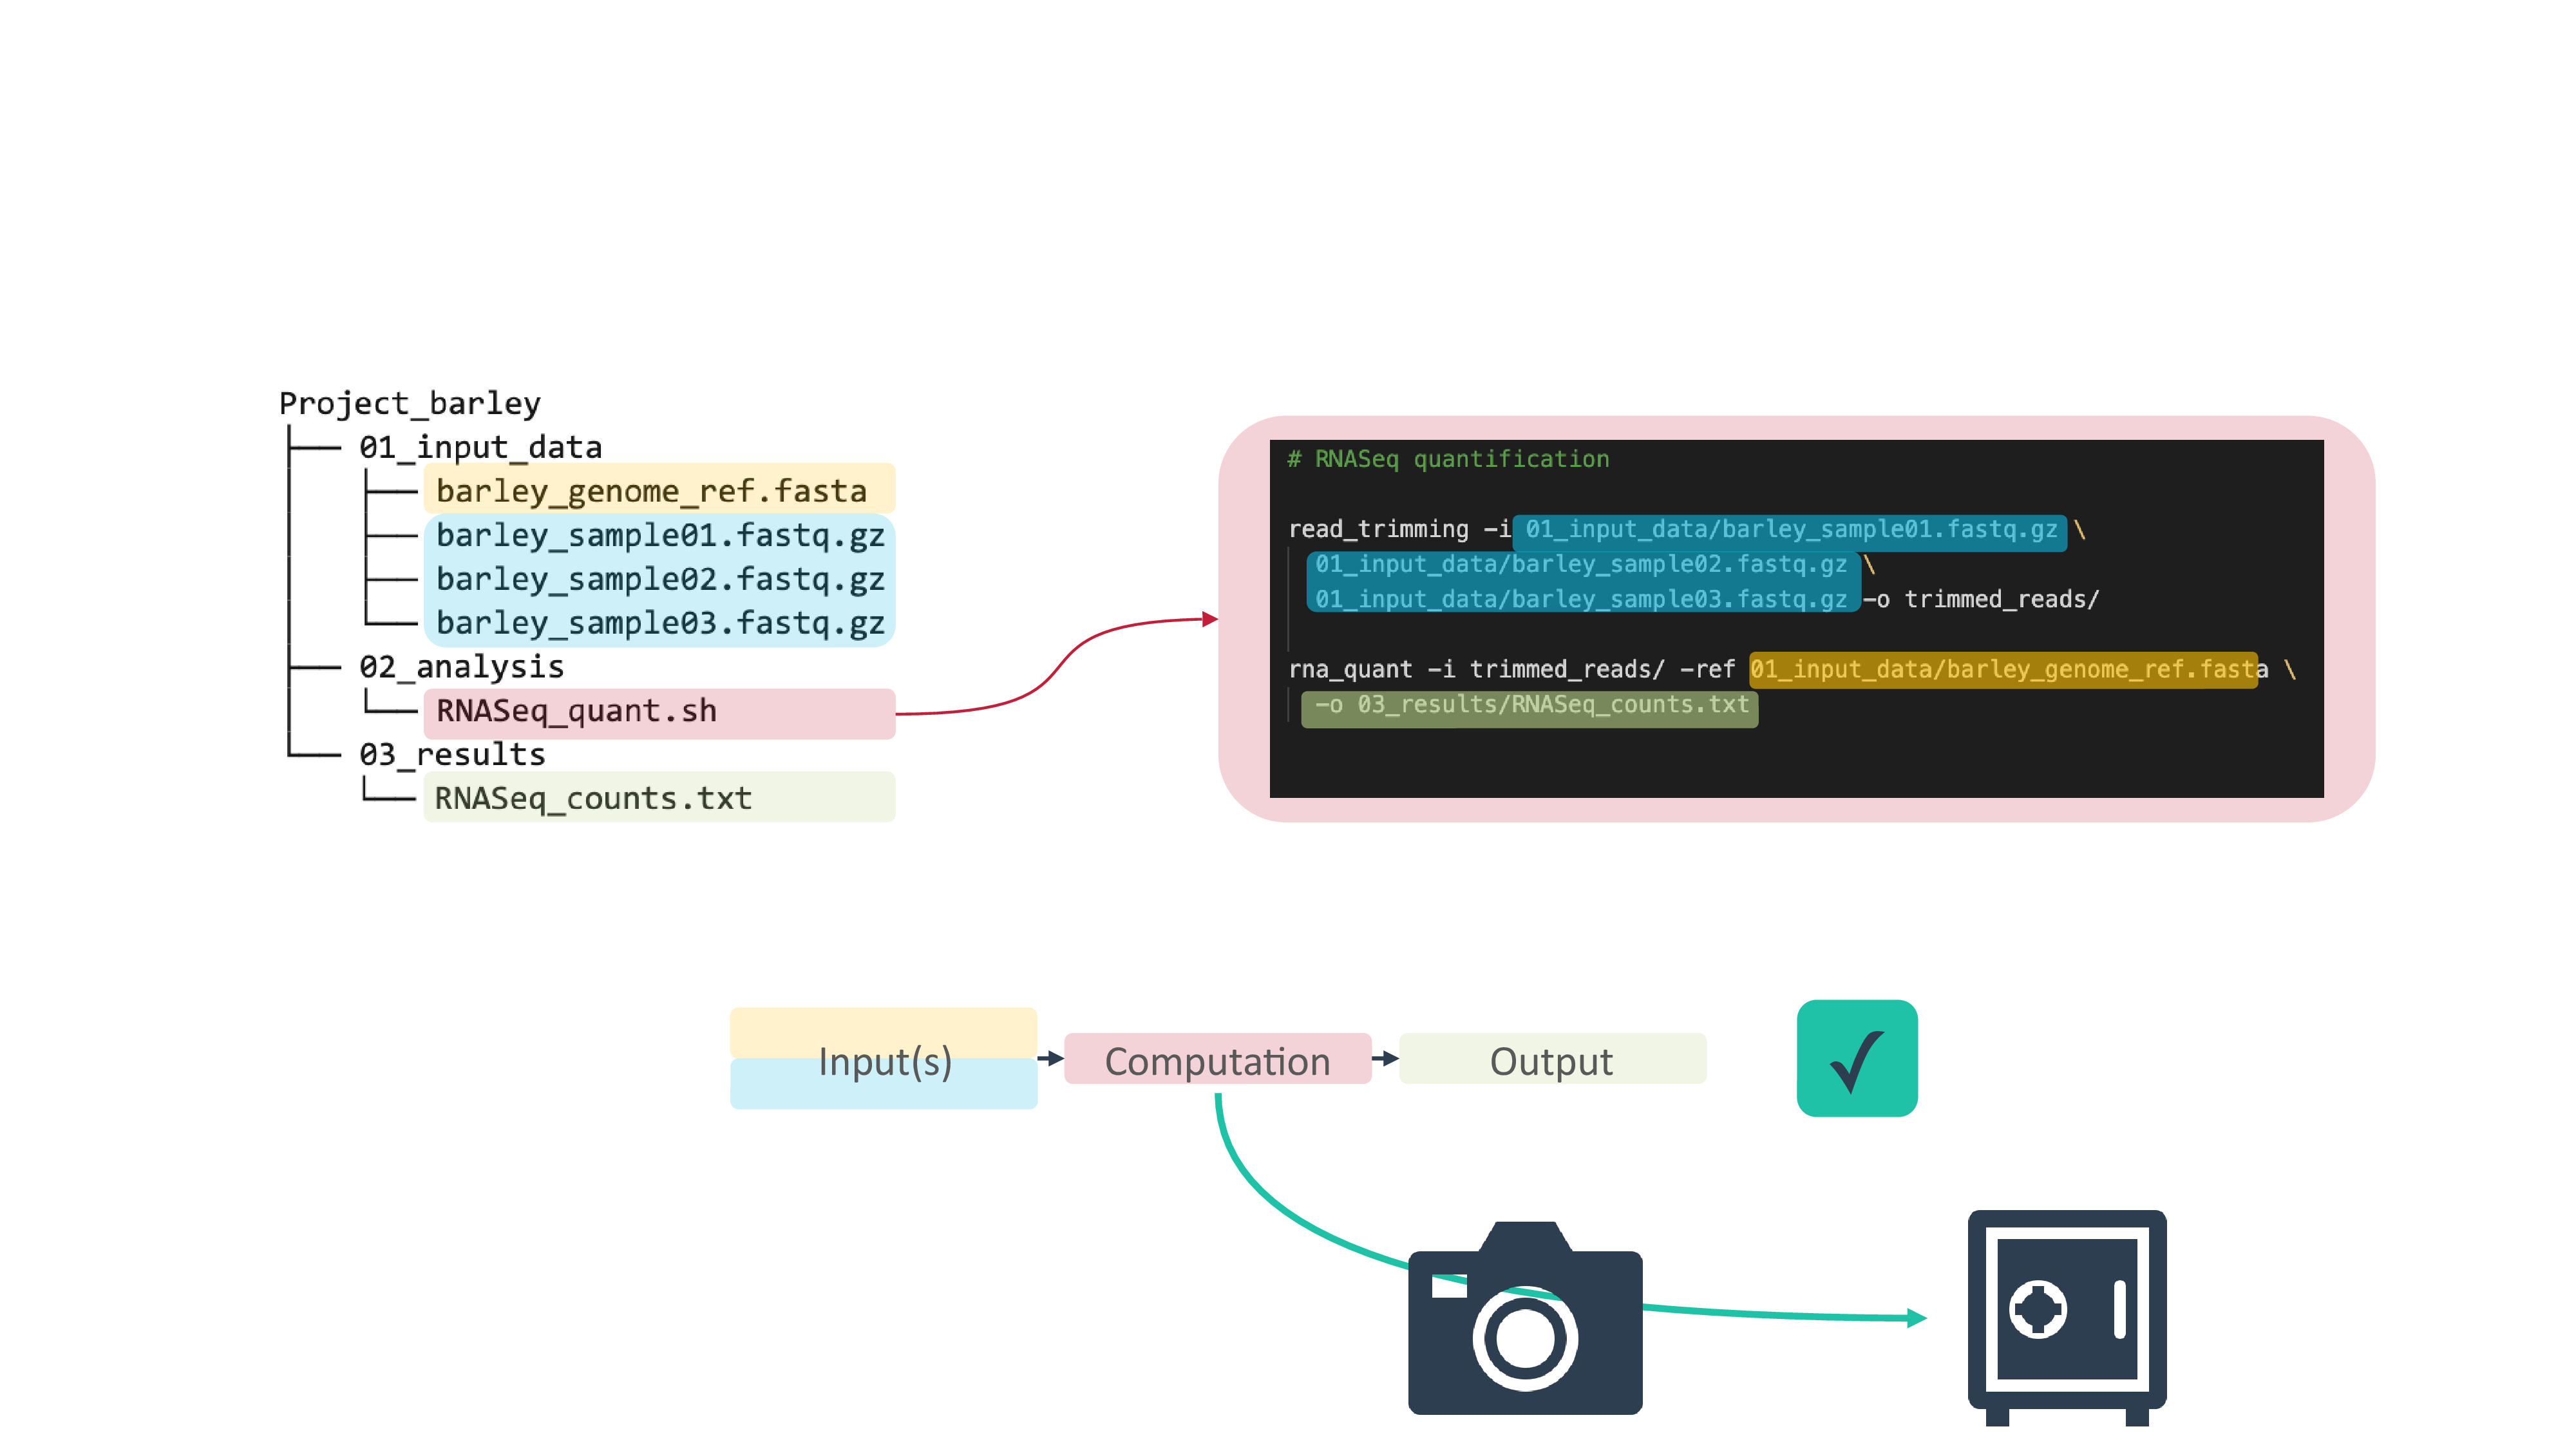 Project_barley
├── 01_input_data
│   ├── barley_genome_ref.fasta
│   ├── barley_sample01.fastq.gz
│   ├── barley_sample02.fastq.gz
│   └── barley_sample03.fastq.gz
├── 02_analysis
│   └── RNASeq_quant.sh
└── 03_results
    └── RNASeq_counts.txt
# RNASeq quantification
read_trimming -i 01_input_data/barley_sample01.fastq.gz \
01_input_data/barley_sample02.fastq.gz \
01_input_data/barley_sample03.fastq.gz -o trimmed_reads/
rna_quant -i trimmed_reads/ -ref 01_input_data/barley_genome_ref.fasta \
-o 03_results/RNASeq_counts.txt
Input(s)
Computation
Output